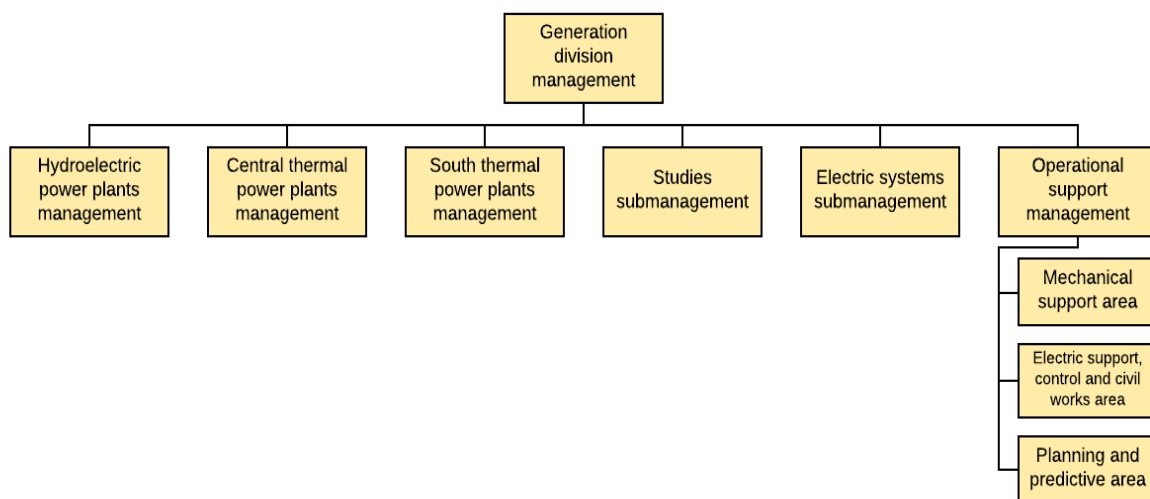 Generation
division
management
Hydroelectric
power plants
management
Central thermal
power plants
management
South thermal
power plants
management
Studies
submanagement
Electric systems
submanagement
Operational
support
management
Mechanical
support area
Electric support,
control and civil
works area
Planning and
predictive area